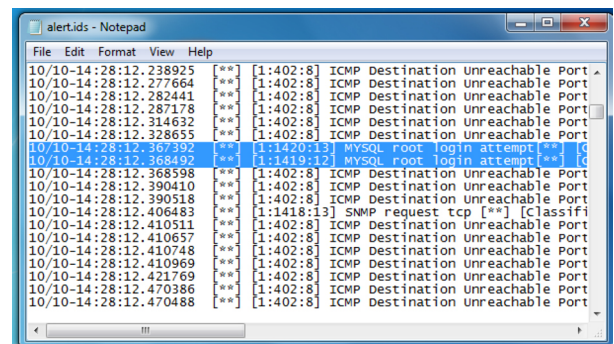 alert.ids - Notepad
File Edit Format View Help
10/10-14:28:12.238925 [**] [1:402:8] ICMP Destination Unreachable Port
10/10-14:28:12.277664 [**] [1:402:8] ICMP Destination Unreachable Port
10/10-14:28:12.282441 [**] [1:402:8] ICMP Destination Unreachable Port
10/10-14:28:12.287178 [**] [1:402:8] ICMP Destination Unreachable Port
10/10-14:28:12.314632 [**] [1:402:8] ICMP Destination Unreachable Port
10/10-14:28:12.328655 [**] [1:402:8] ICMP Destination Unreachable Port
10/10-14:28:12.367392 [**] [1:1420:13] MYSQL root login attempt[**] [C
10/10-14:28:12.368492 [**] [1:1419:12] MYSQL root login attempt[**] [C
10/10-14:28:12.368598 [**] [1:402:8] ICMP Destination Unreachable Port
10/10-14:28:12.390410 [**] [1:402:8] ICMP Destination Unreachable Port
10/10-14:28:12.390518 [**] [1:402:8] ICMP Destination Unreachable Port
10/10-14:28:12.406483 [**] [1:1418:13] SNMP request tcp [**] [Classifi
10/10-14:28:12.410511 [**] [1:402:8] ICMP Destination Unreachable Port
10/10-14:28:12.410657 [**] [1:402:8] ICMP Destination Unreachable Port
10/10-14:28:12.410748 [**] [1:402:8] ICMP Destination Unreachable Port
10/10-14:28:12.410969 [**] [1:402:8] ICMP Destination Unreachable Port
10/10-14:28:12.421769 [**] [1:402:8] ICMP Destination Unreachable Port
10/10-14:28:12.470386 [**] [1:402:8] ICMP Destination Unreachable Port
10/10-14:28:12.470488 [**] [1:402:8] ICMP Destination Unreachable Port